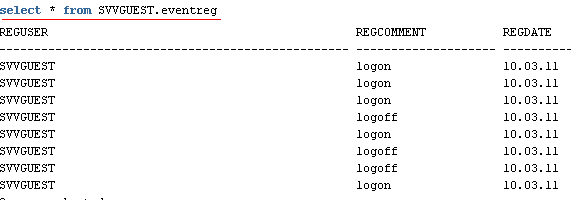 select * from SVVGUEST.eventreg
REGUSER REGCOMMENT REGDATE
-------------------------------------------------- -------------------- --------
SVVGUEST logon 10.03.11
SVVGUEST logon 10.03.11
SVVGUEST logon 10.03.11
SVVGUEST logoff 10.03.11
SVVGUEST logon 10.03.11
SVVGUEST logoff 10.03.11
SVVGUEST logoff 10.03.11
SVVGUEST logon 10.03.11